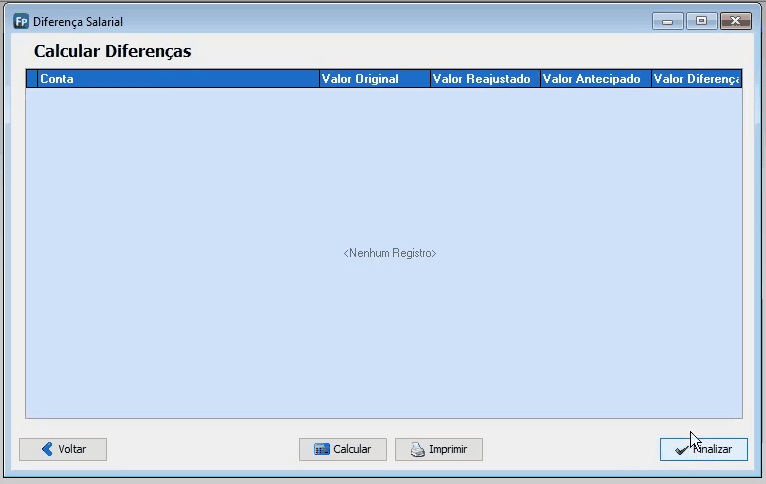 Fp Diferença Salarial
Calcular Diferenças
Conta Valor Original Valor Reajustado Valor Antecipado Valor Diferença
<Nenhum Registro>
Voltar Calcular Imprimir Finalizar